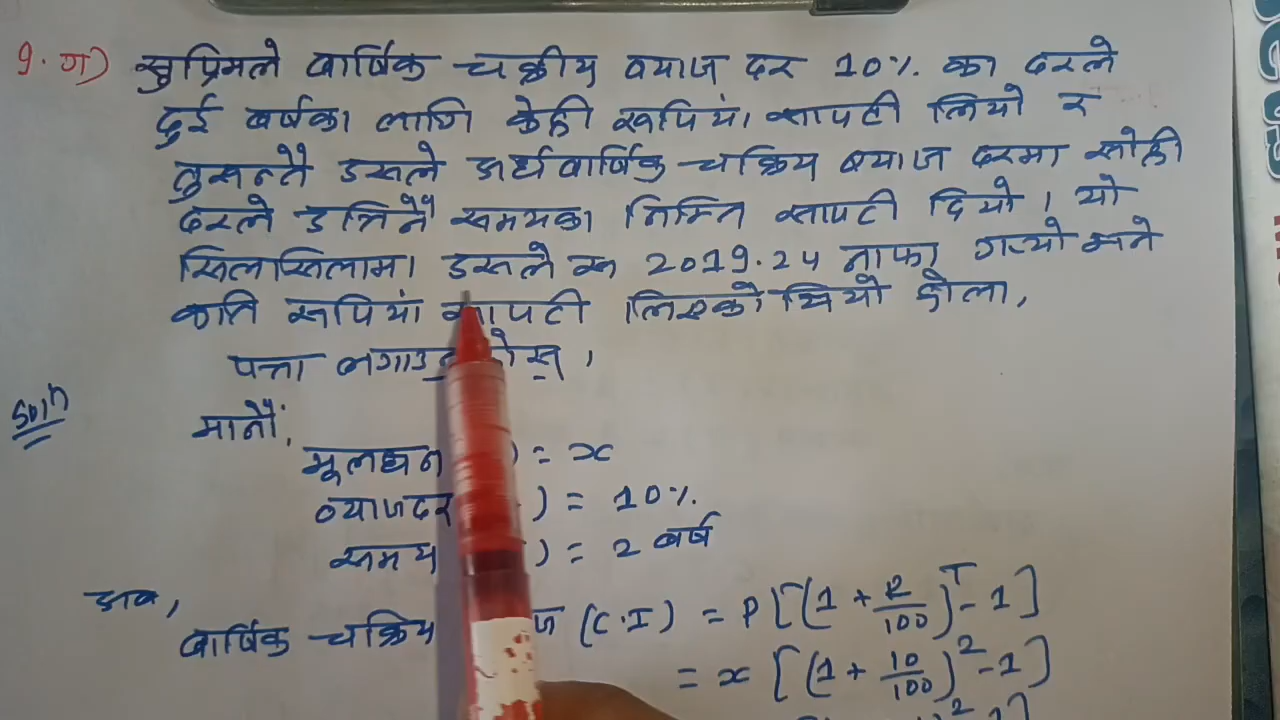 9. ग) सुप्रिमले वार्षिक चक्रीय ब्याज दर 10% का दरले
दुई वर्षका लागि केही रूपियां सापटी लियो र
तुरून्तै उसले अर्धवार्षिक चक्रिय ब्याज दरमा सोही
दरले उत्तिनै समयका निम्ति सापटी दियो। यो
सिलसिलामा उसले रू 2019.24 नाफा गर्‍यो भने
कति रूपियां सापटी लिएको थियो होला,
पत्ता लगाउ
Solⁿ
मानौं,
मूलधन ) = x
ब्याजदर ) = 10%
समय ) = 2 वर्ष
अब,
वार्षिक चक्रिय ज (C.I) = P[(1 + R/100)^T - 1]
= x [(1 + 10/100)^2 - 1]